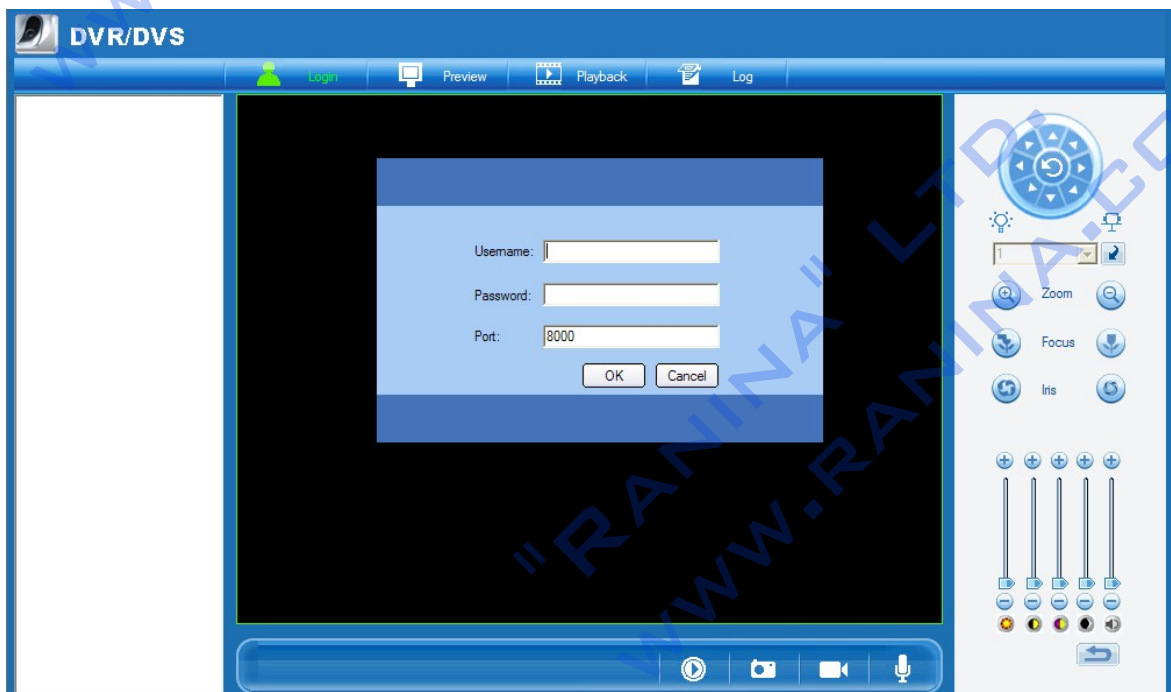 DVR/DVS
Login Preview Playback Log
Username:
Password:
Port: 8000
OK Cancel
1
Zoom
Focus
Iris
"RANINA" LTD.
WWW.RANINA.CO